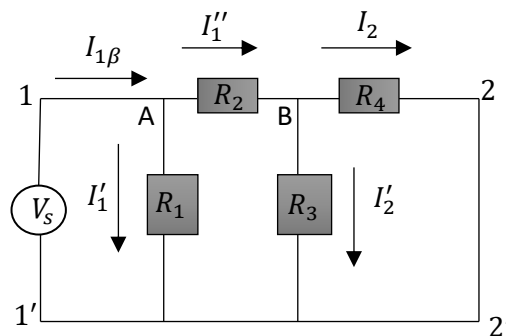 I₁″ I₂
I₁β
1 R₂ R₄ 2
A B
Vₛ I₁′ R₁ R₃ I₂′
1′ 2